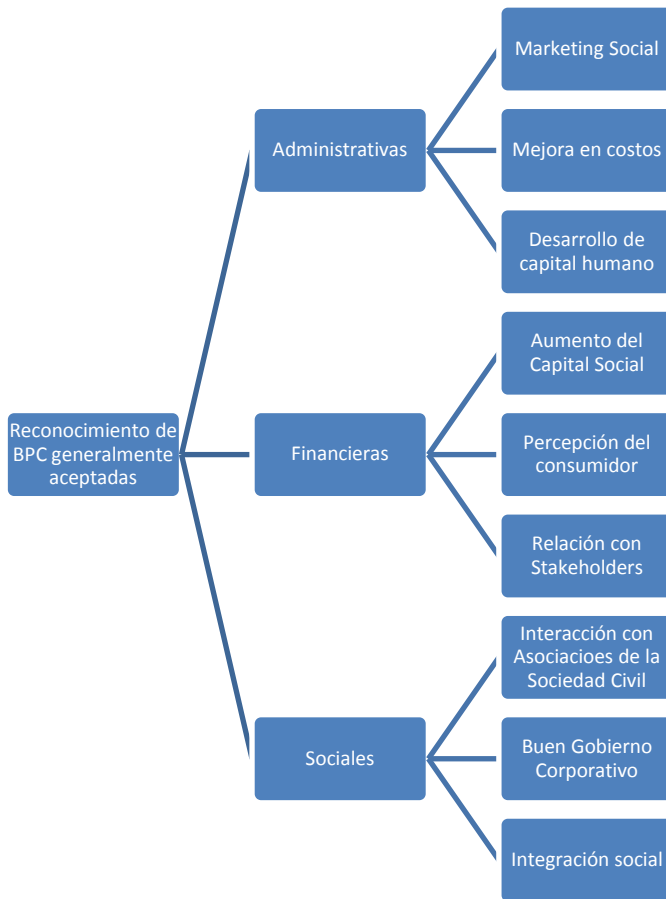 Marketing Social
Administrativas
Mejora en costos
Desarrollo de
capital humano
Aumento del
Capital Social
Reconocimiento de
BPC generalmente
aceptadas
Financieras
Percepción del
consumidor
Relación con
Stakeholders
Interacción con
Asociacioes de la
Sociedad Civil
Sociales
Buen Gobierno
Corporativo
Integración social